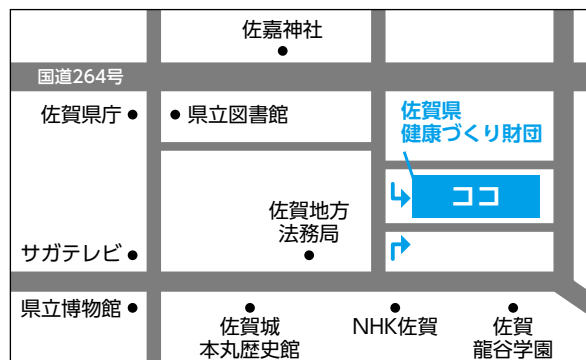 佐嘉神社
国道264号
佐賀県庁
県立図書館
佐賀県
健康づくり財団
ココ
佐賀地方
法務局
サガテレビ
県立博物館
佐賀城
本丸歴史館
NHK佐賀
佐賀
龍谷学園